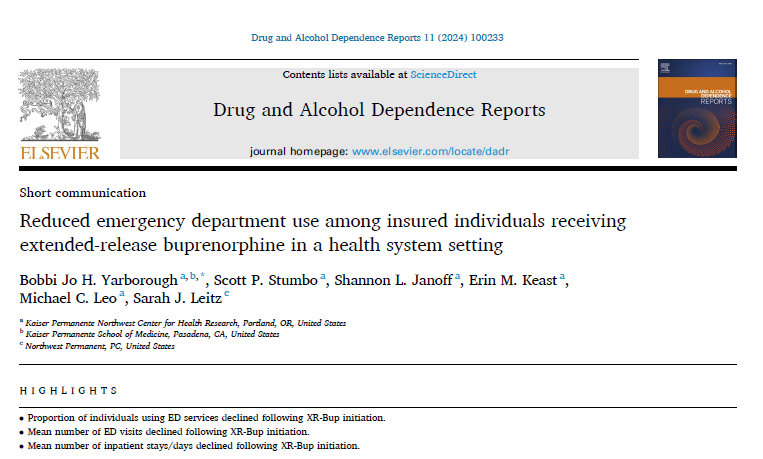 Drug and Alcohol Dependence Reports 11 (2024) 100233
Contents lists available at ScienceDirect
Drug and Alcohol Dependence Reports
journal homepage: www.elsevier.com/locate/dadr
ELSEVIER
DRUG AND ALCOHOL
DEPENDENCE
REPORTS
Short communication
Reduced emergency department use among insured individuals receiving
extended-release buprenorphine in a health system setting
Bobbi Jo H. Yarborough a,b,*, Scott P. Stumbo a, Shannon L. Janoff a, Erin M. Keast a,
Michael C. Leo a, Sarah J. Leitz c
a Kaiser Permanente Northwest Center for Health Research, Portland, OR, United States
b Kaiser Permanente School of Medicine, Pasadena, CA, United States
c Northwest Permanente, PC, United States
HIGHLIGHTS
• Proportion of individuals using ED services declined following XR-Bup initiation.
• Mean number of ED visits declined following XR-Bup initiation.
• Mean number of inpatient stays/days declined following XR-Bup initiation.